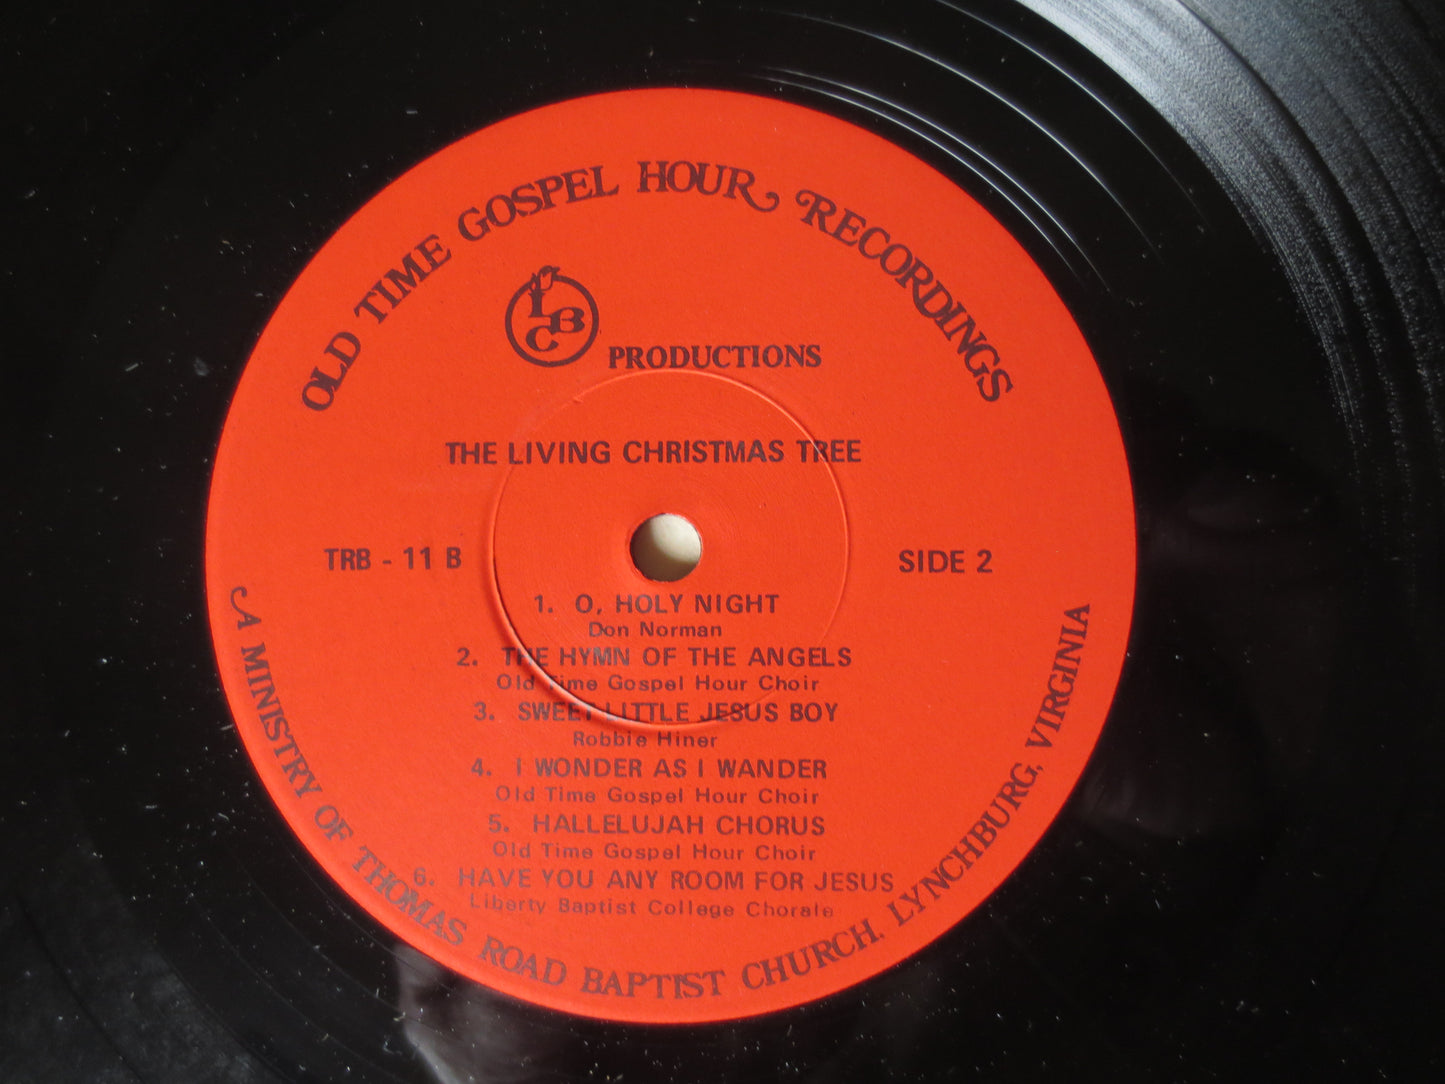 OLD TIME GOSPEL HOUR RECORDINGS
LBC
PRODUCTIONS
THE LIVING CHRISTMAS TREE
TRB - 11 B
SIDE 2
1. O, HOLY NIGHT
Don Norman
2. THE HYMN OF THE ANGELS
Old Time Gospel Hour Choir
3. SWEET LITTLE JESUS BOY
Robbie Hiner
4. I WONDER AS I WANDER
Old Time Gospel Hour Choir
5. HALLELUJAH CHORUS
Old Time Gospel Hour Choir
6. HAVE YOU ANY ROOM FOR JESUS
Liberty Baptist College Chorale
A MINISTRY OF THOMAS ROAD BAPTIST CHURCH, LYNCHBURG, VIRGINIA